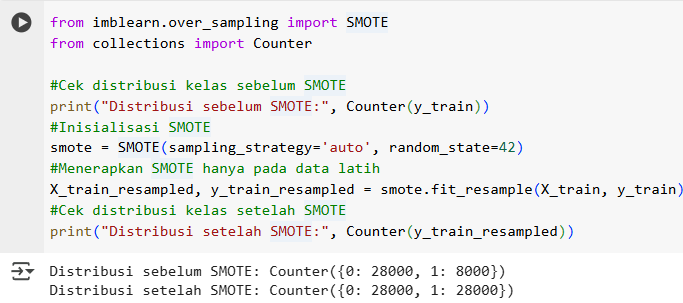 from imblearn.over_sampling import SMOTE
from collections import Counter
#Cek distribusi kelas sebelum SMOTE
print("Distribusi sebelum SMOTE:", Counter(y_train))
#Inisialisasi SMOTE
smote = SMOTE(sampling_strategy='auto', random_state=42)
#Menerapkan SMOTE hanya pada data latih
X_train_resampled, y_train_resampled = smote.fit_resample(X_train, y_train)
#Cek distribusi kelas setelah SMOTE
print("Distribusi setelah SMOTE:", Counter(y_train_resampled))
Distribusi sebelum SMOTE: Counter({0: 28000, 1: 8000})
Distribusi setelah SMOTE: Counter({0: 28000, 1: 28000})